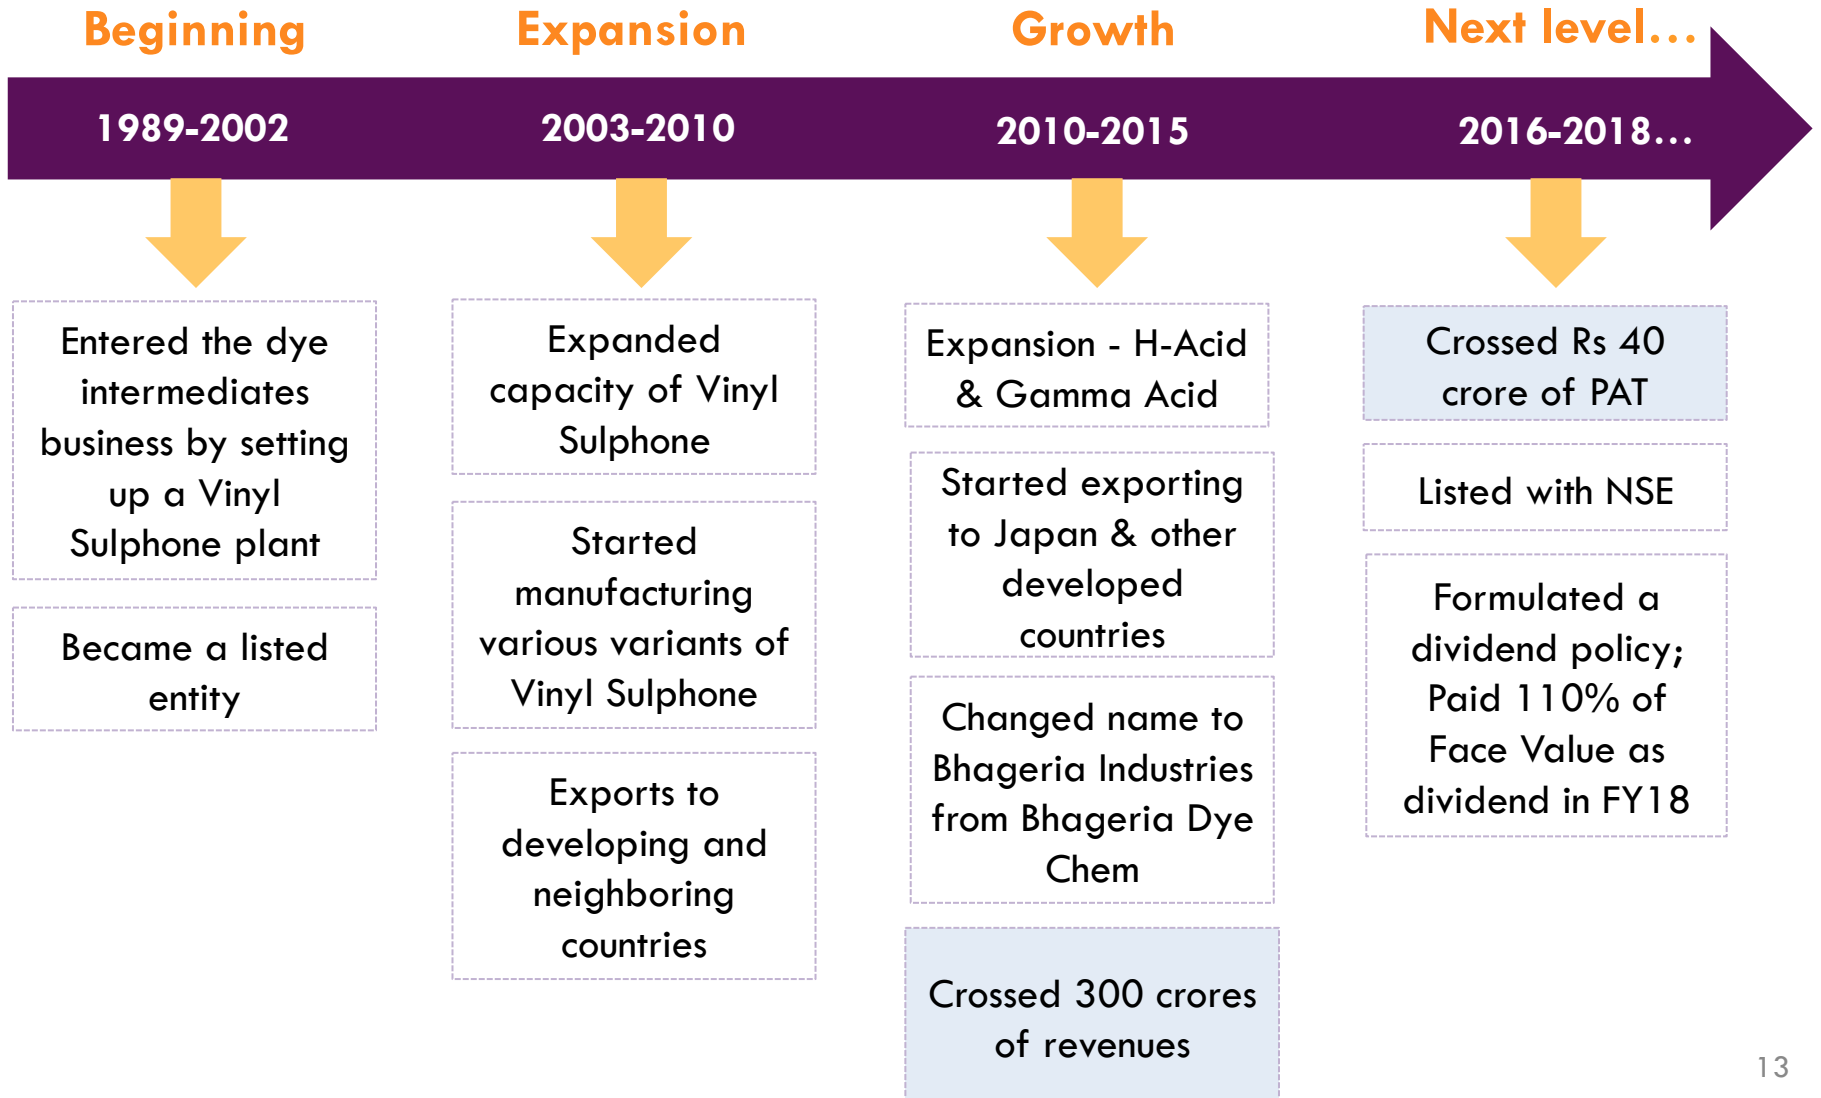 Beginning
Expansion
Growth
Next level...
1989-2002
2003-2010
2010-2015
2016-2018...
Entered the dye
intermediates
business by setting
up a Vinyl
Sulphone plant
Became a listed
entity
Expanded
capacity of Vinyl
Sulphone
Started
manufacturing
various variants of
Vinyl Sulphone
Exports to
developing and
neighboring
countries
Expansion - H-Acid
& Gamma Acid
Started exporting
to Japan & other
developed
countries
Changed name to
Bhageria Industries
from Bhageria Dye
Chem
Crossed 300 crores
of revenues
Crossed Rs 40
crore of PAT
Listed with NSE
Formulated a
dividend policy;
Paid 110% of
Face Value as
dividend in FY18
13